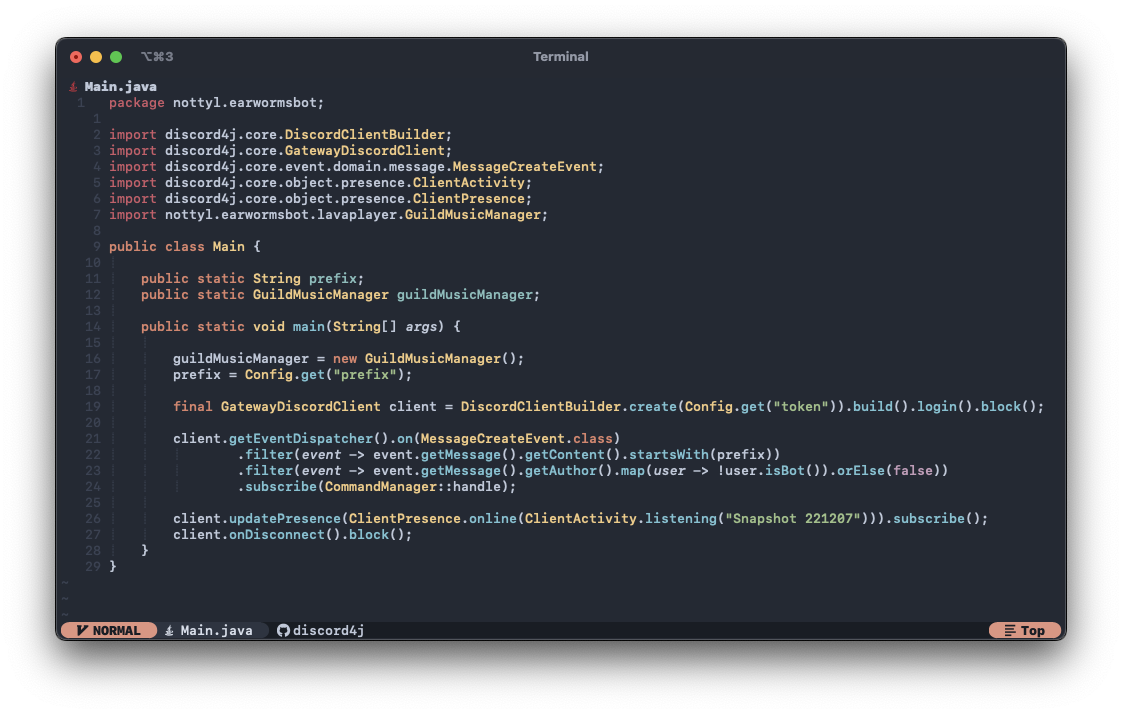 ⌥⌘3 Terminal
Main.java
1 package nottyl.earwormsbot;
1
2 import discord4j.core.DiscordClientBuilder;
3 import discord4j.core.GatewayDiscordClient;
4 import discord4j.core.event.domain.message.MessageCreateEvent;
5 import discord4j.core.object.presence.ClientActivity;
6 import discord4j.core.object.presence.ClientPresence;
7 import nottyl.earwormsbot.lavaplayer.GuildMusicManager;
8
9 public class Main {
10
11 public static String prefix;
12 public static GuildMusicManager guildMusicManager;
13
14 public static void main(String[] args) {
15
16 guildMusicManager = new GuildMusicManager();
17 prefix = Config.get("prefix");
18
19 final GatewayDiscordClient client = DiscordClientBuilder.create(Config.get("token")).build().login().block();
20
21 client.getEventDispatcher().on(MessageCreateEvent.class)
22 .filter(event -> event.getMessage().getContent().startsWith(prefix))
23 .filter(event -> event.getMessage().getAuthor().map(user -> !user.isBot()).orElse(false))
24 .subscribe(CommandManager::handle);
25
26 client.updatePresence(ClientPresence.online(ClientActivity.listening("Snapshot 221207"))).subscribe();
27 client.onDisconnect().block();
28 }
29 }
~
~
~
NORMAL Main.java discord4j Top